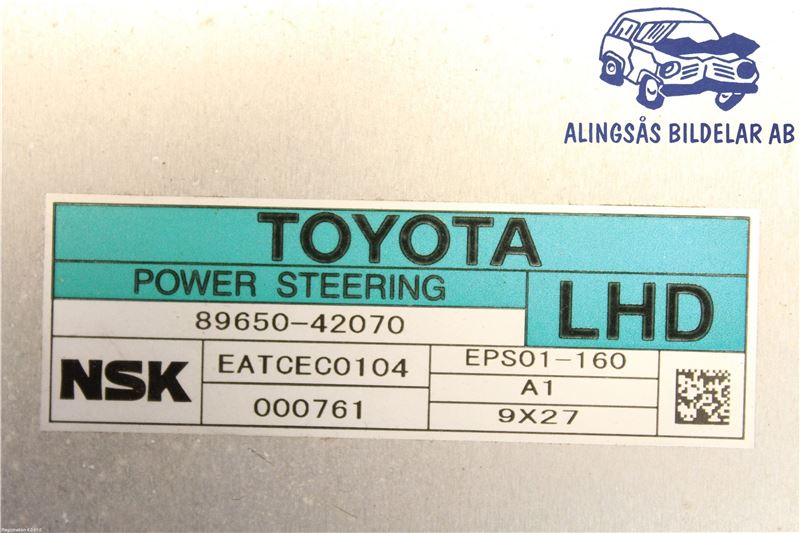 ALINGSÅS BILDELAR AB
TOYOTA
POWER STEERING
LHD
89650-42070
NSK
EATCEC0104
000761
EPS01-160
A1
9X27